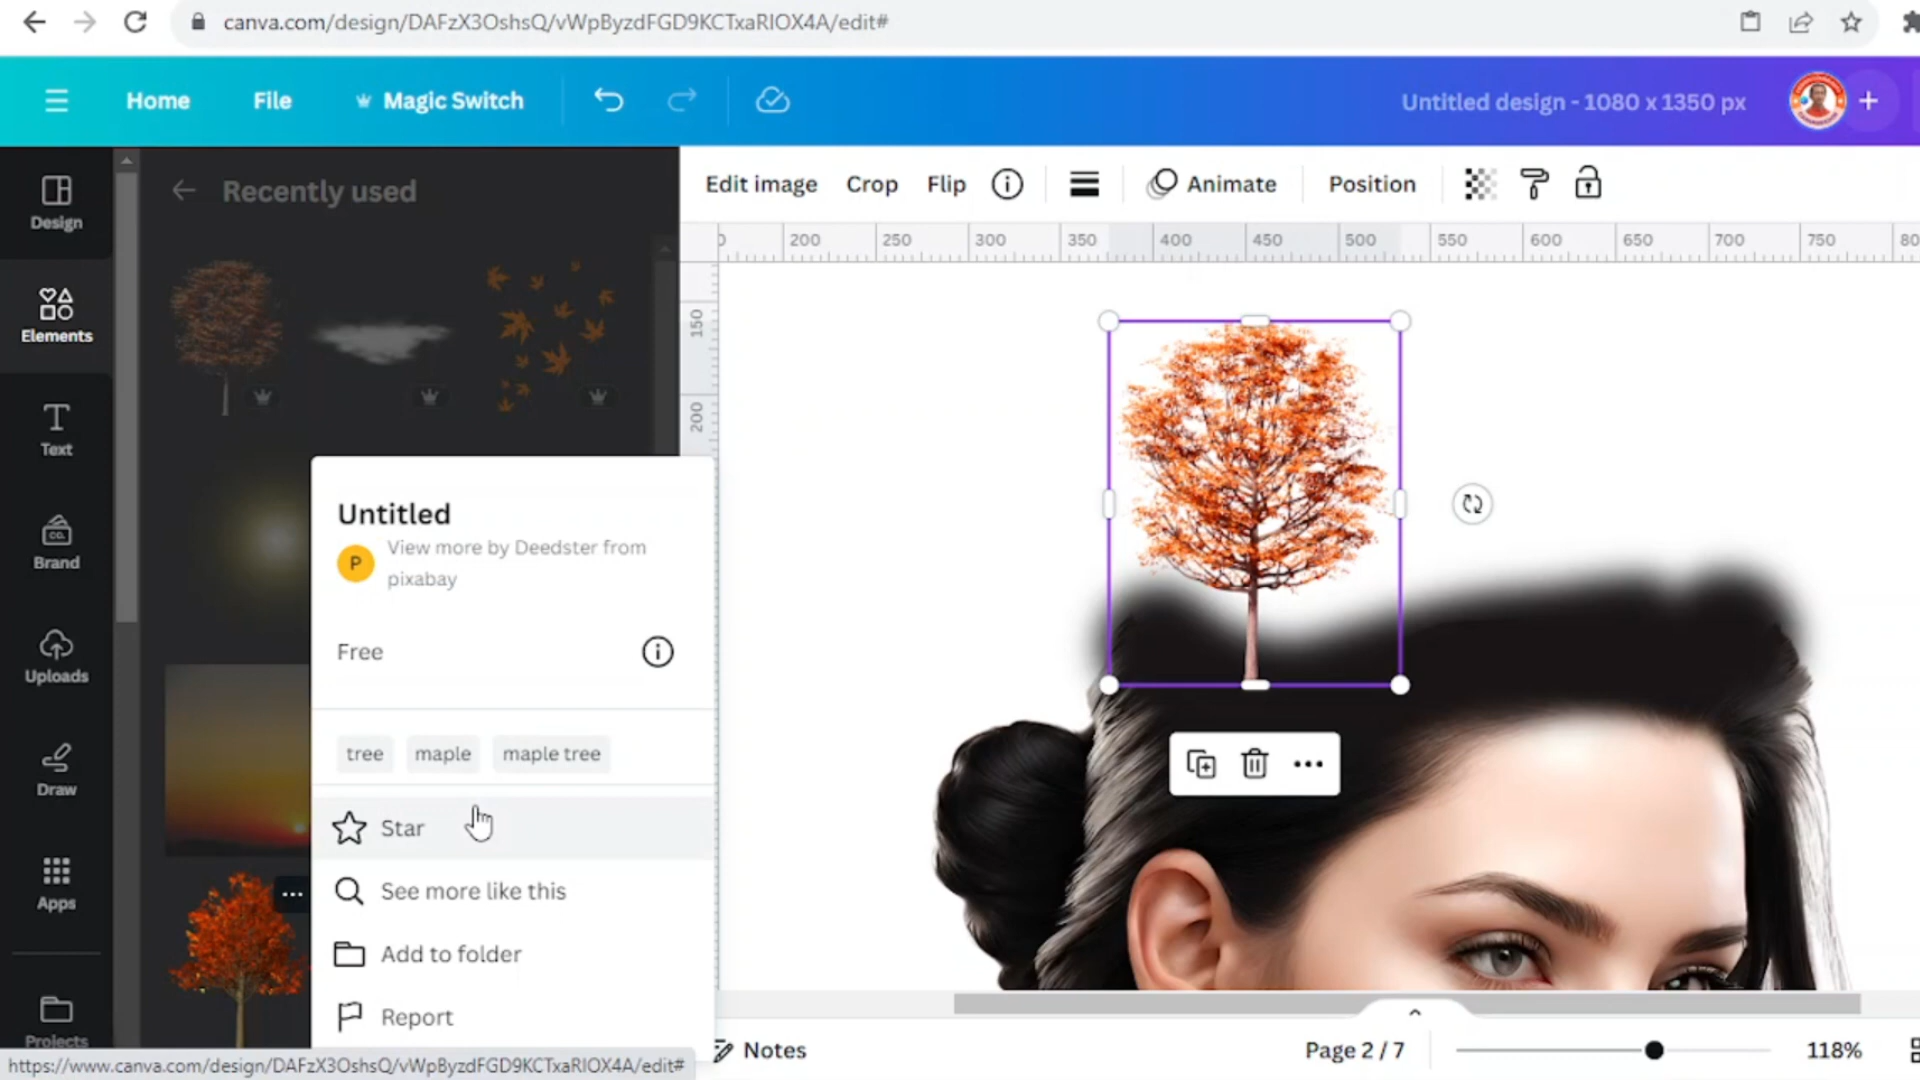 canva.com/design/DAFzX3OshsQ/vWpByzdFGD9KCTxaRIOX4A/edit#
Home File Magic Switch Untitled design - 1080 x 1350 px
Design
Elements
Text
Brand
CO.
Uploads
Draw
Apps
Projects
Recently used
Edit image Crop Flip Animate Position
200 250 300 350 400 450 500 550 600 650 700 750 80
150
200
Untitled
P
View more by Deedster from
pixabay
Free
tree maple maple tree
Star
See more like this
Add to folder
Report
Notes Page 2 / 7 118%
https://www.canva.com/design/DAFzX3OshsQ/vWpByzdFGD9KCTxaRIOX4A/edit#